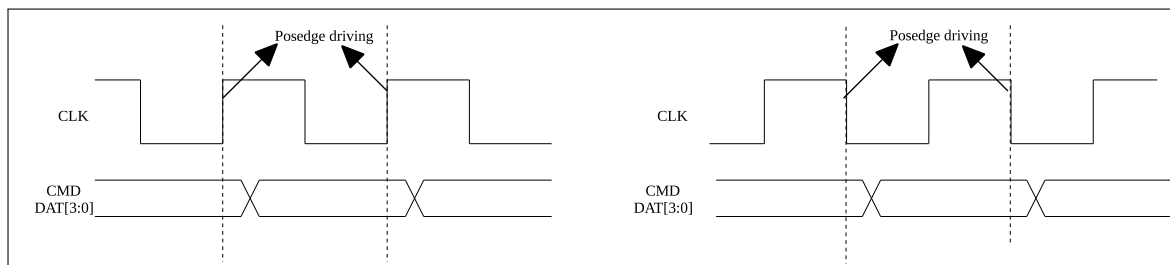 Posedge driving
CLK
CMD
DAT[3:0]
Posedge driving
CLK
CMD
DAT[3:0]